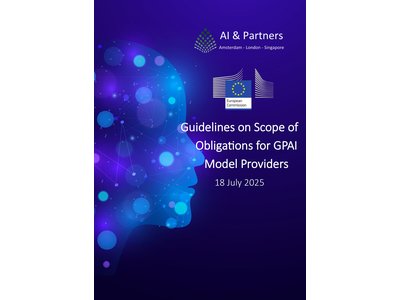 AI & Partners
Amsterdam - London - Singapore
European
Commission
Guidelines on Scope of
Obligations for GPAI
Model Providers
18 July 2025